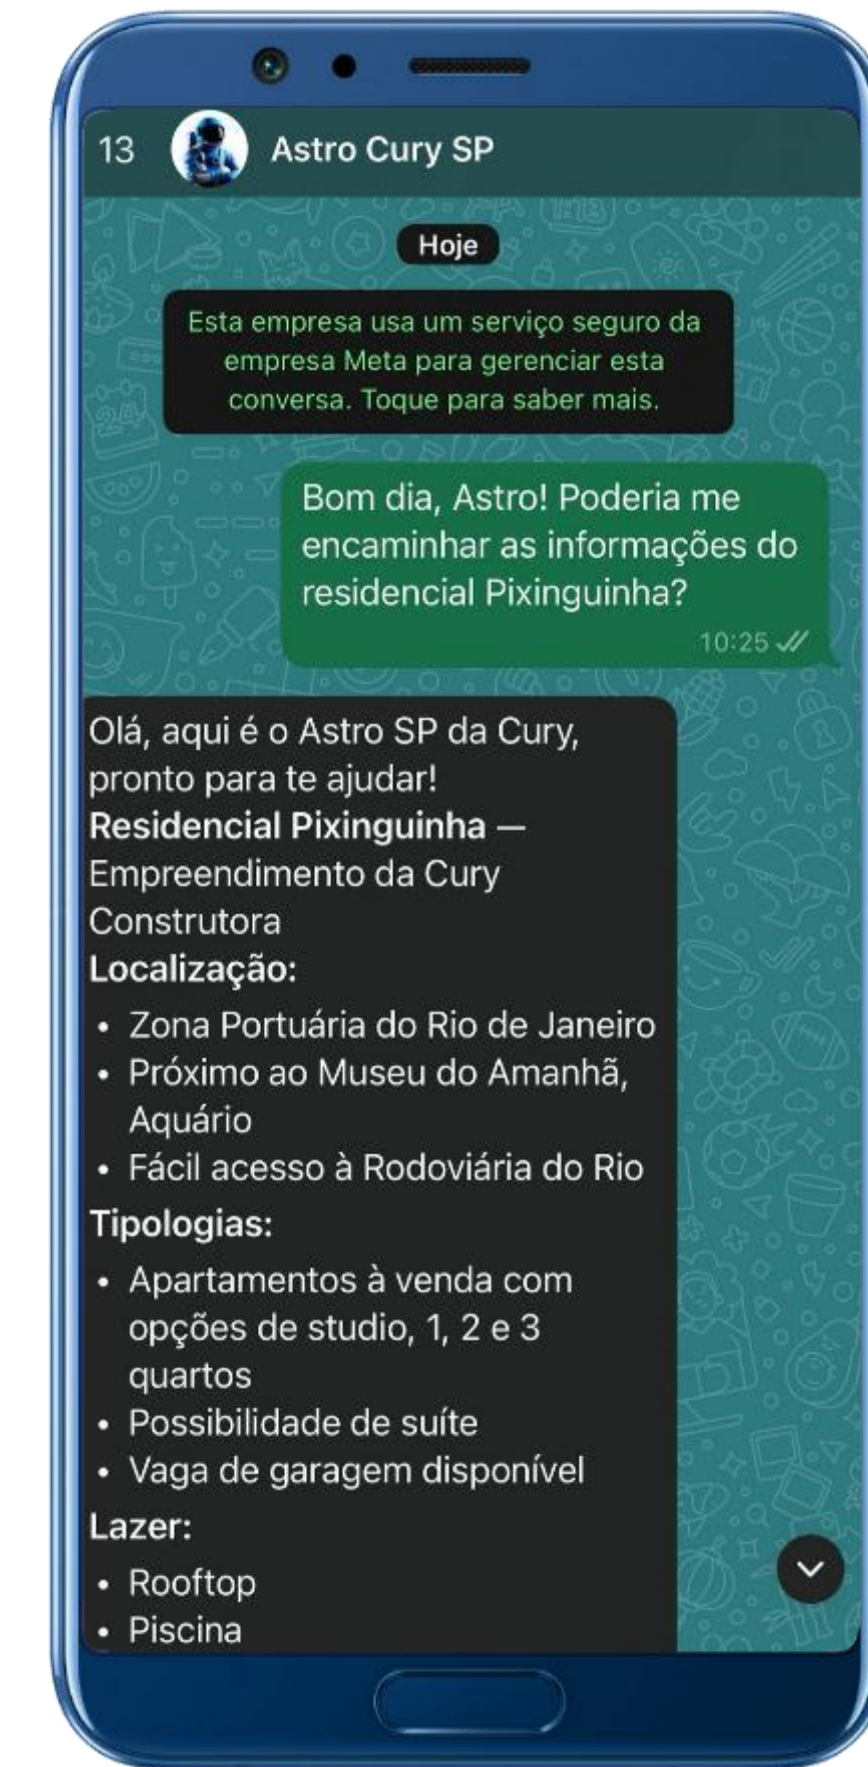 13 Astro Cury SP
Hoje
Esta empresa usa um serviço seguro da
empresa Meta para gerenciar esta
conversa. Toque para saber mais.
Bom dia, Astro! Poderia me
encaminhar as informações do
residencial Pixinguinha?
10:25
Olá, aqui é o Astro SP da Cury,
pronto para te ajudar!
Residencial Pixinguinha —
Empreendimento da Cury
Construtora
Localização:
• Zona Portuária do Rio de Janeiro
• Próximo ao Museu do Amanhã,
Aquário
• Fácil acesso à Rodoviária do Rio
Tipologias:
• Apartamentos à venda com
opções de studio, 1, 2 e 3
quartos
• Possibilidade de suíte
• Vaga de garagem disponível
Lazer:
• Rooftop
• Piscina